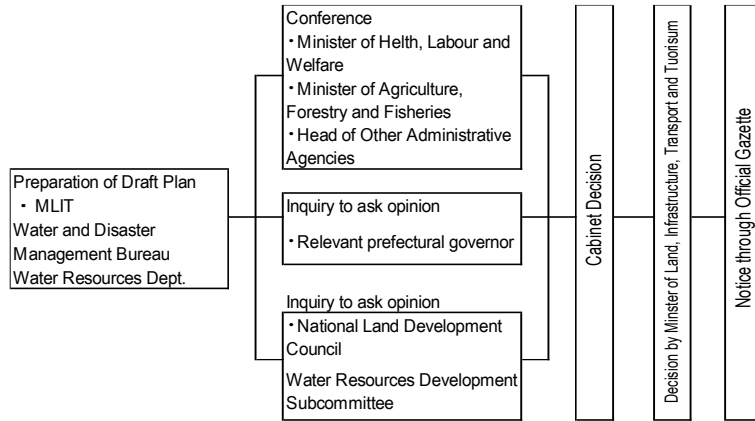 Preparation of Draft Plan
・ MLIT
Water and Disaster
Management Bureau
Water Resources Dept.
Conference
・Minister of Helth, Labour and
Welfare
・Minister of Agriculture,
Forestry and Fisheries
・Head of Other Administrative
Agencies
Inquiry to ask opinion
・Relevant prefectural governor
Inquiry to ask opinion
・National Land Development
Council
Water Resources Development
Subcommittee
Cabinet Decision
Decision by Minster of Land, Infrastructure, Transport and Tuorisum
Notice through Official Gazette